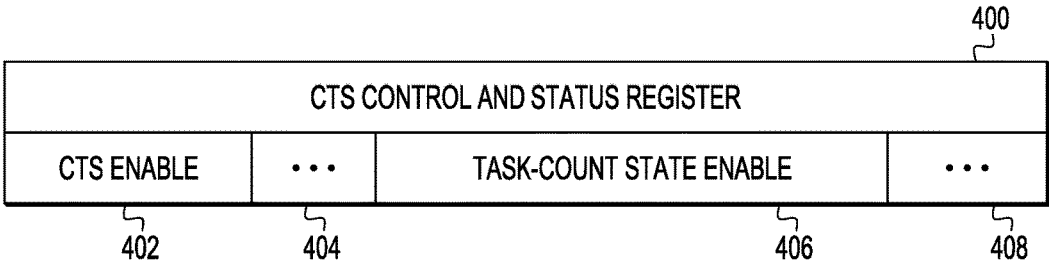 400
CTS CONTROL AND STATUS REGISTER
CTS ENABLE ••• TASK-COUNT STATE ENABLE •••
402 404 406 408